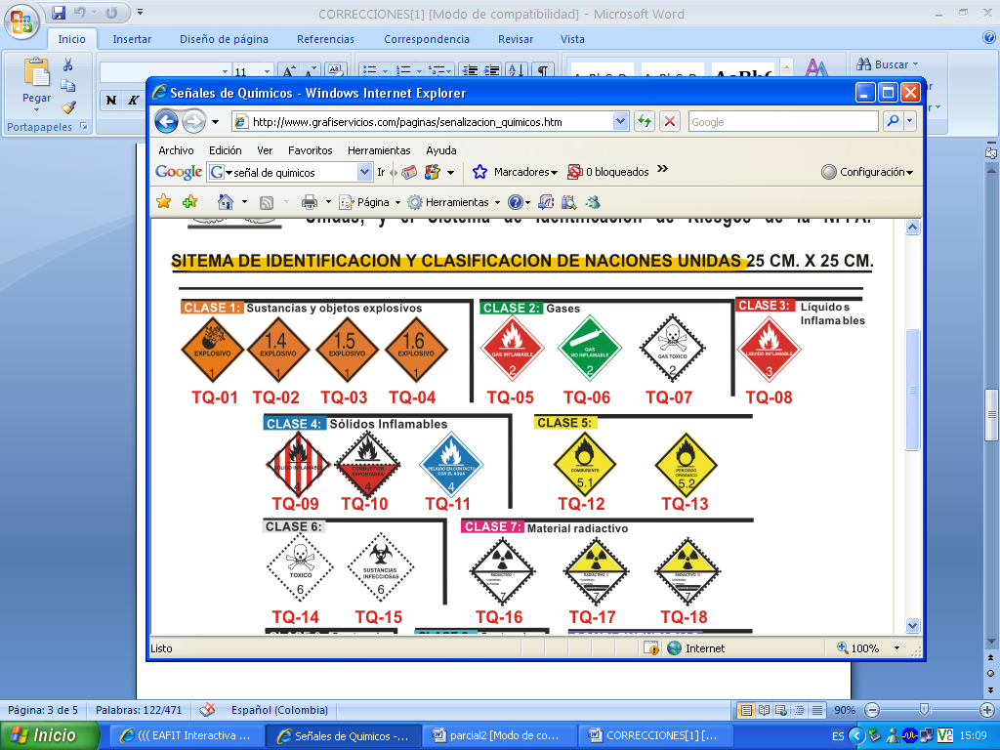 CORRECCIONES[1] [Modo de compatibilidad] - Microsoft Word
Inicio Insertar Diseño de página Referencias Correspondencia Revisar Vista
Pegar
11
Buscar
N K
Portapapeles
Señales de Quimicos - Windows Internet Explorer
http://www.grafiservicios.com/paginas/senalizacion_quimicos.htm
Google
Archivo Edición Ver Favoritos Herramientas Ayuda
Google
señal de quimicos
Ir
Marcadores
0 bloqueados
Configuración
Página Herramientas
Unidas, y el Sistema de Identificación de Riesgos de la NFPA.
SITEMA DE IDENTIFICACION Y CLASIFICACION DE NACIONES UNIDAS 25 CM. X 25 CM.
CLASE 1: Sustancias y objetos explosivos
EXPLOSIVO 1
1.4 EXPLOSIVO 1
1.5 EXPLOSIVO 1
1.6 EXPLOSIVO 1
TQ-01 TQ-02 TQ-03 TQ-04
CLASE 2: Gases
GAS INFLAMABLE 2
GAS NO INFLAMABLE 2
GAS TOXICO 2
TQ-05 TQ-06 TQ-07
CLASE 3: Líquidos
Inflamables
LIQUIDO INFLAMABLE 3
TQ-08
CLASE 4: Sólidos Inflamables
SOLIDO INFLAMABLE 4
COMBUSTION ESPONTANEA 4
PELIGRO EN CONTACTO CON EL AGUA 4
TQ-09 TQ-10 TQ-11
CLASE 5:
COMBURENTE 5.1
PEROXIDO ORGANICO 5.2
TQ-12 TQ-13
CLASE 6:
TOXICO 6
SUSTANCIAS INFECCIOSAS 6
TQ-14 TQ-15
CLASE 7: Material radiactivo
RADIACTIVO 7
RADIACTIVO 7
RADIACTIVO 7
TQ-16 TQ-17 TQ-18
Listo
Internet
100%
Página: 3 de 5 Palabras: 122/471 Español (Colombia)
90%
Inicio
((( EAFIT Interactiva ...
Señales de Quimicos -...
parcial2 [Modo de co...
CORRECCIONES[1] [...
ES
15:09